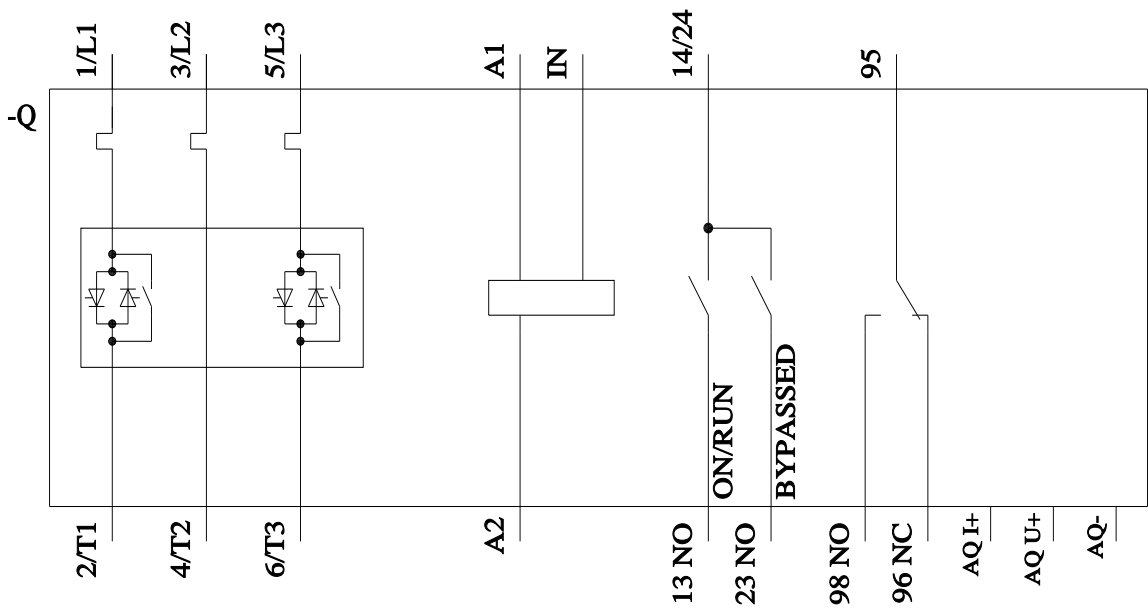 1/L1
3/L2
5/L3
A1
IN
14/24
95
-Q
ON/RUN
BYPASSED
2/T1
4/T2
6/T3
A2
13 NO
23 NO
98 NO
96 NC
AQ I+
AQ U+
AQ-